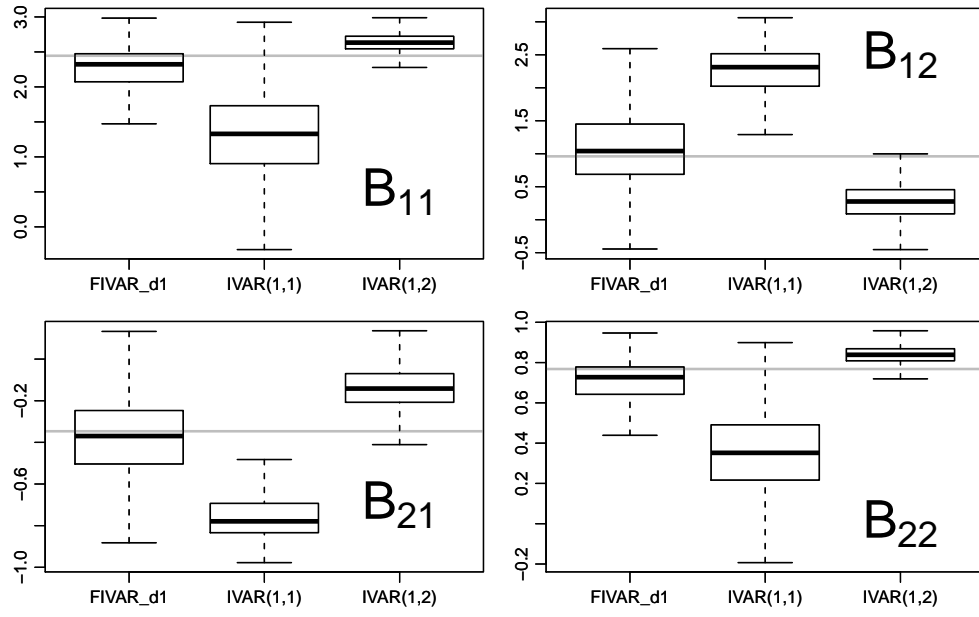 3.0
2.0
1.0
0.0
B11
FIVAR_d1 IVAR(1,1) IVAR(1,2)
2.5
1.5
0.5
−0.5
B12
FIVAR_d1 IVAR(1,1) IVAR(1,2)
−0.2
−0.6
−1.0
B21
FIVAR_d1 IVAR(1,1) IVAR(1,2)
1.0
0.8
0.6
0.4
0.2
−0.2
B22
FIVAR_d1 IVAR(1,1) IVAR(1,2)